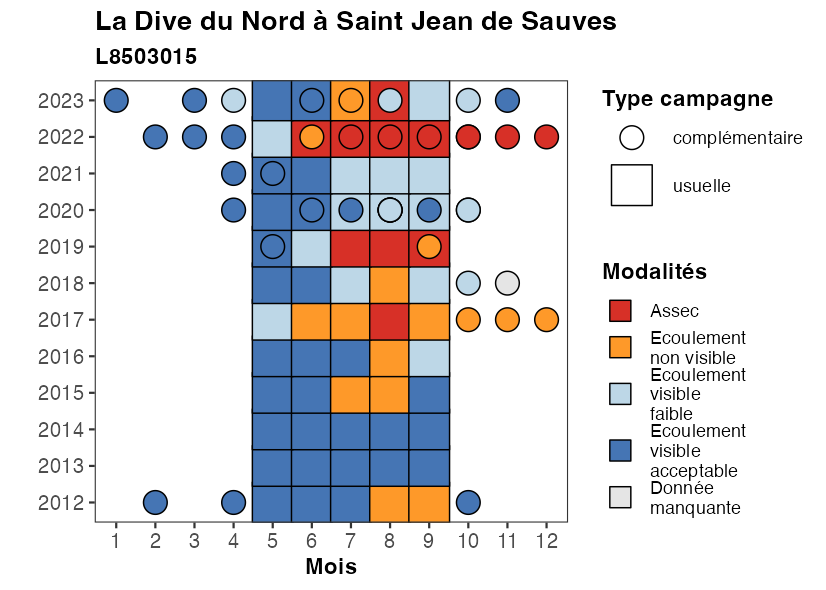 La Dive du Nord à Saint Jean de Sauves
L8503015
2023
2022
2021
2020
2019
2018
2017
2016
2015
2014
2013
2012
1 2 3 4 5 6 7 8 9 10 11 12
Mois
Type campagne
complémentaire
usuelle
Modalités
Assec
Ecoulement
non visible
Ecoulement
visible
faible
Ecoulement
visible
acceptable
Donnée
manquante